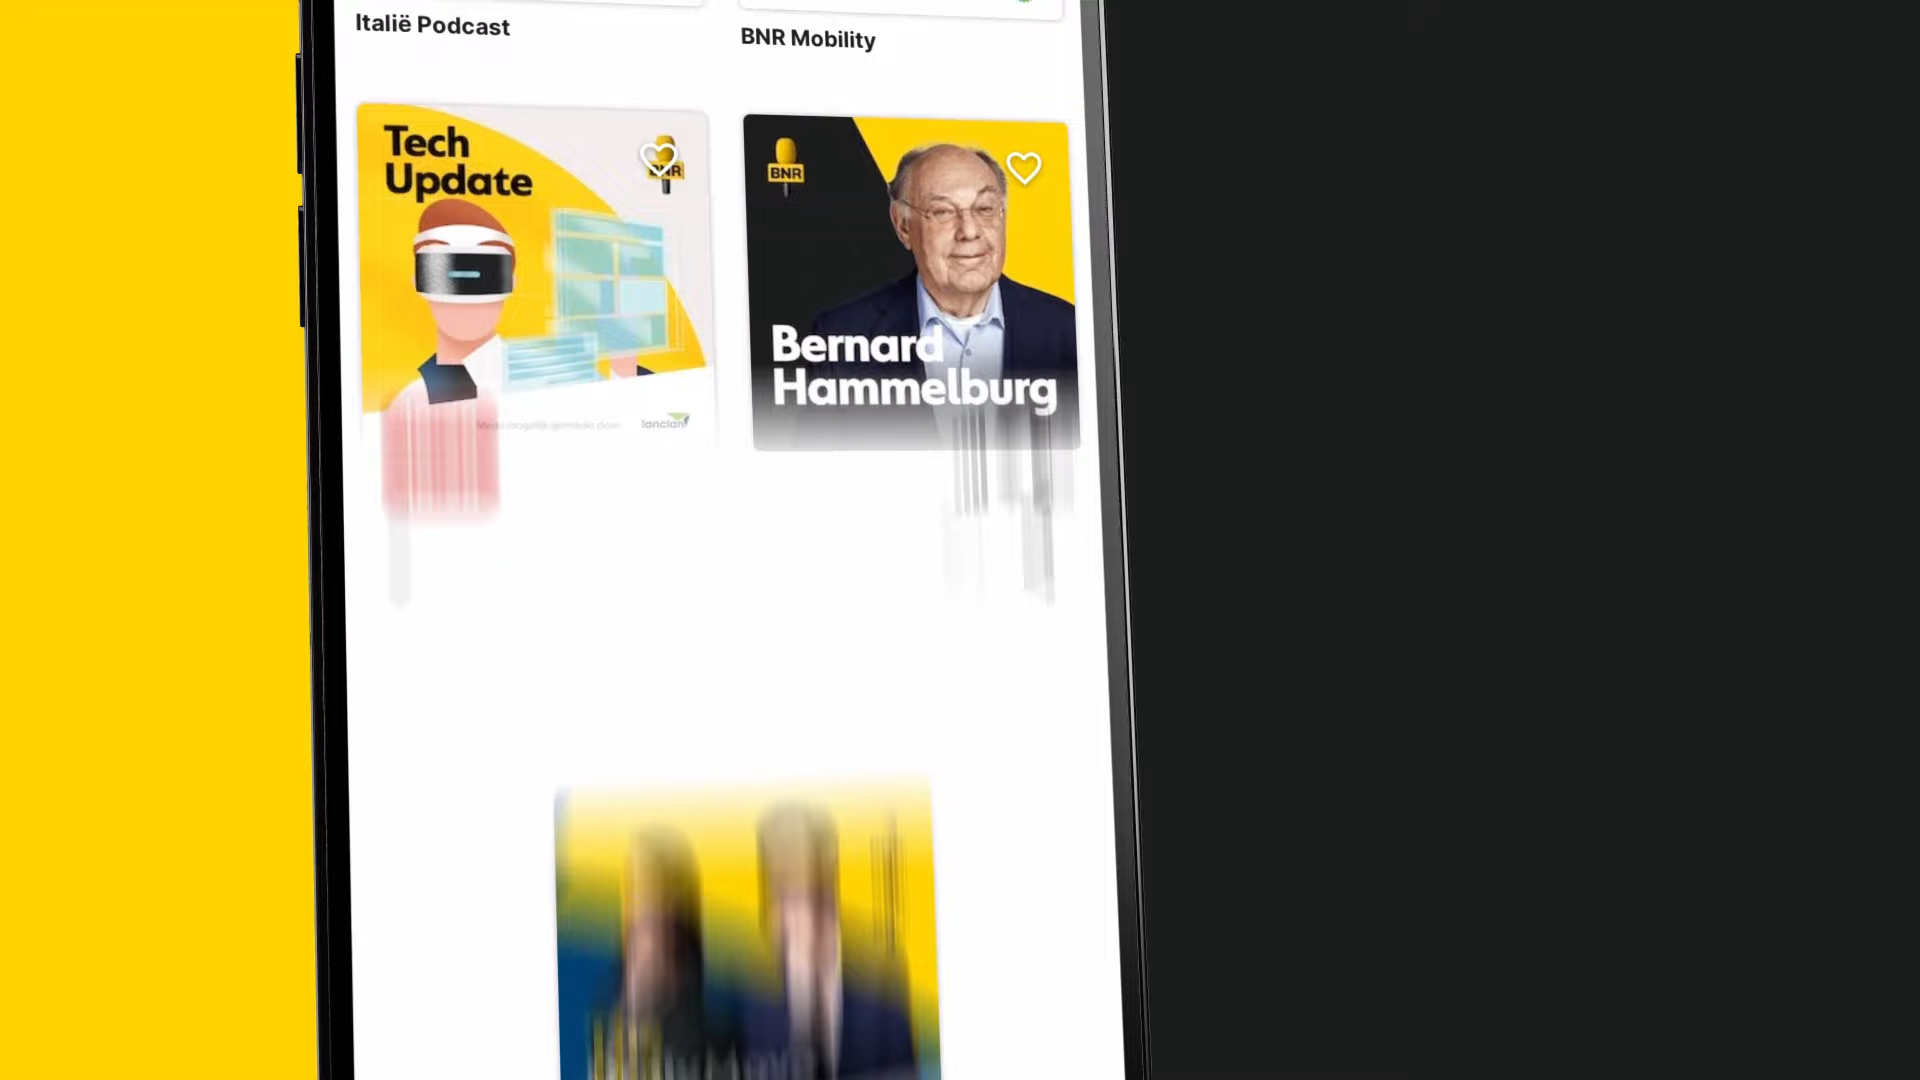 Italië Podcast
BNR Mobility
Tech
Update
BNR
BNR
Bernard
Hammelburg
lanclan